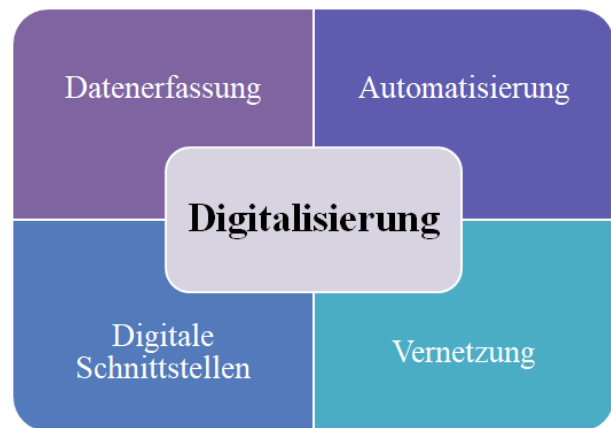 Datenerfassung
Automatisierung
Digitalisierung
Digitale
Schnittstellen
Vernetzung